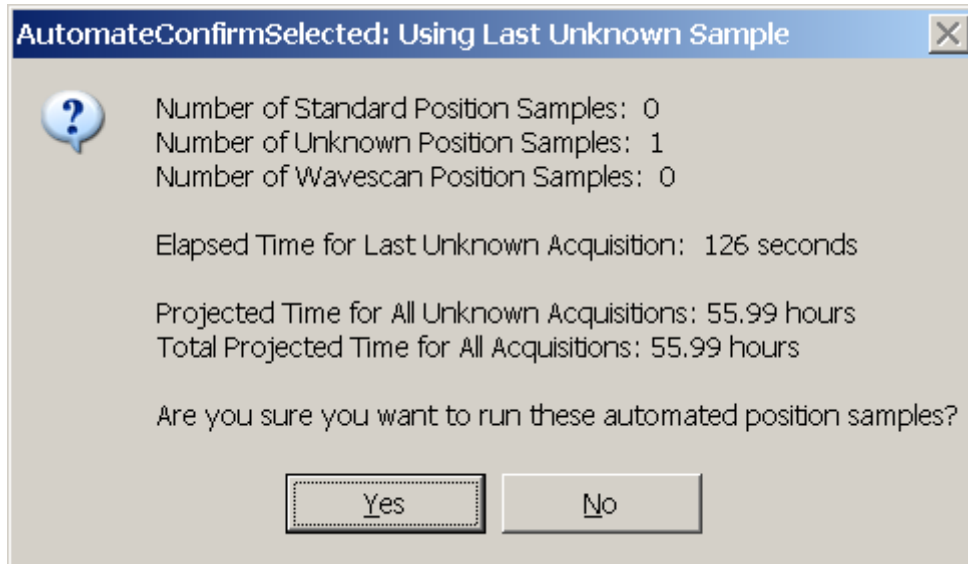 AutomateConfirmSelected: Using Last Unknown Sample
Number of Standard Position Samples: 0
Number of Unknown Position Samples: 1
Number of Wavescan Position Samples: 0
Elapsed Time for Last Unknown Acquisition: 126 seconds
Projected Time for All Unknown Acquisitions: 55.99 hours
Total Projected Time for All Acquisitions: 55.99 hours
Are you sure you want to run these automated position samples?
Yes
No